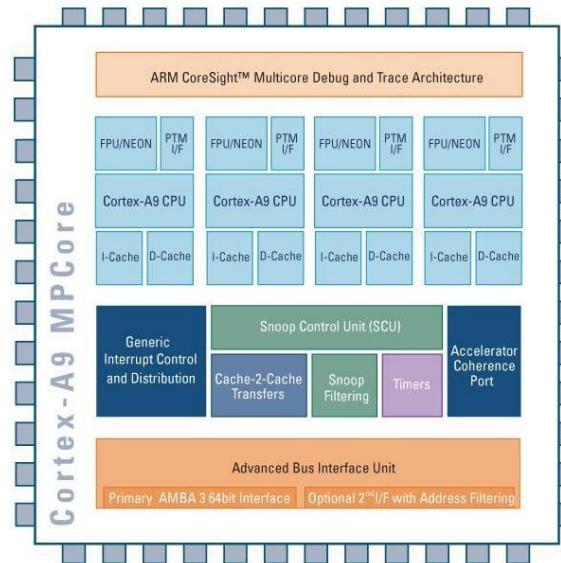 Cortex-A9 MPCore
ARM CoreSight™ Multicore Debug and Trace Architecture
FPU/NEON
PTM
I/F
FPU/NEON
PTM
I/F
FPU/NEON
PTM
I/F
FPU/NEON
PTM
I/F
Cortex-A9 CPU
Cortex-A9 CPU
Cortex-A9 CPU
Cortex-A9 CPU
I-Cache
D-Cache
I-Cache
D-Cache
I-Cache
D-Cache
I-Cache
D-Cache
Generic
Interrupt Control
and Distribution
Snoop Control Unit (SCU)
Cache-2-Cache
Transfers
Snoop
Filtering
Timers
Accelerator
Coherence
Port
Advanced Bus Interface Unit
Primary AMBA 3 64bit Interface
Optional 2nd I/F with Address Filtering